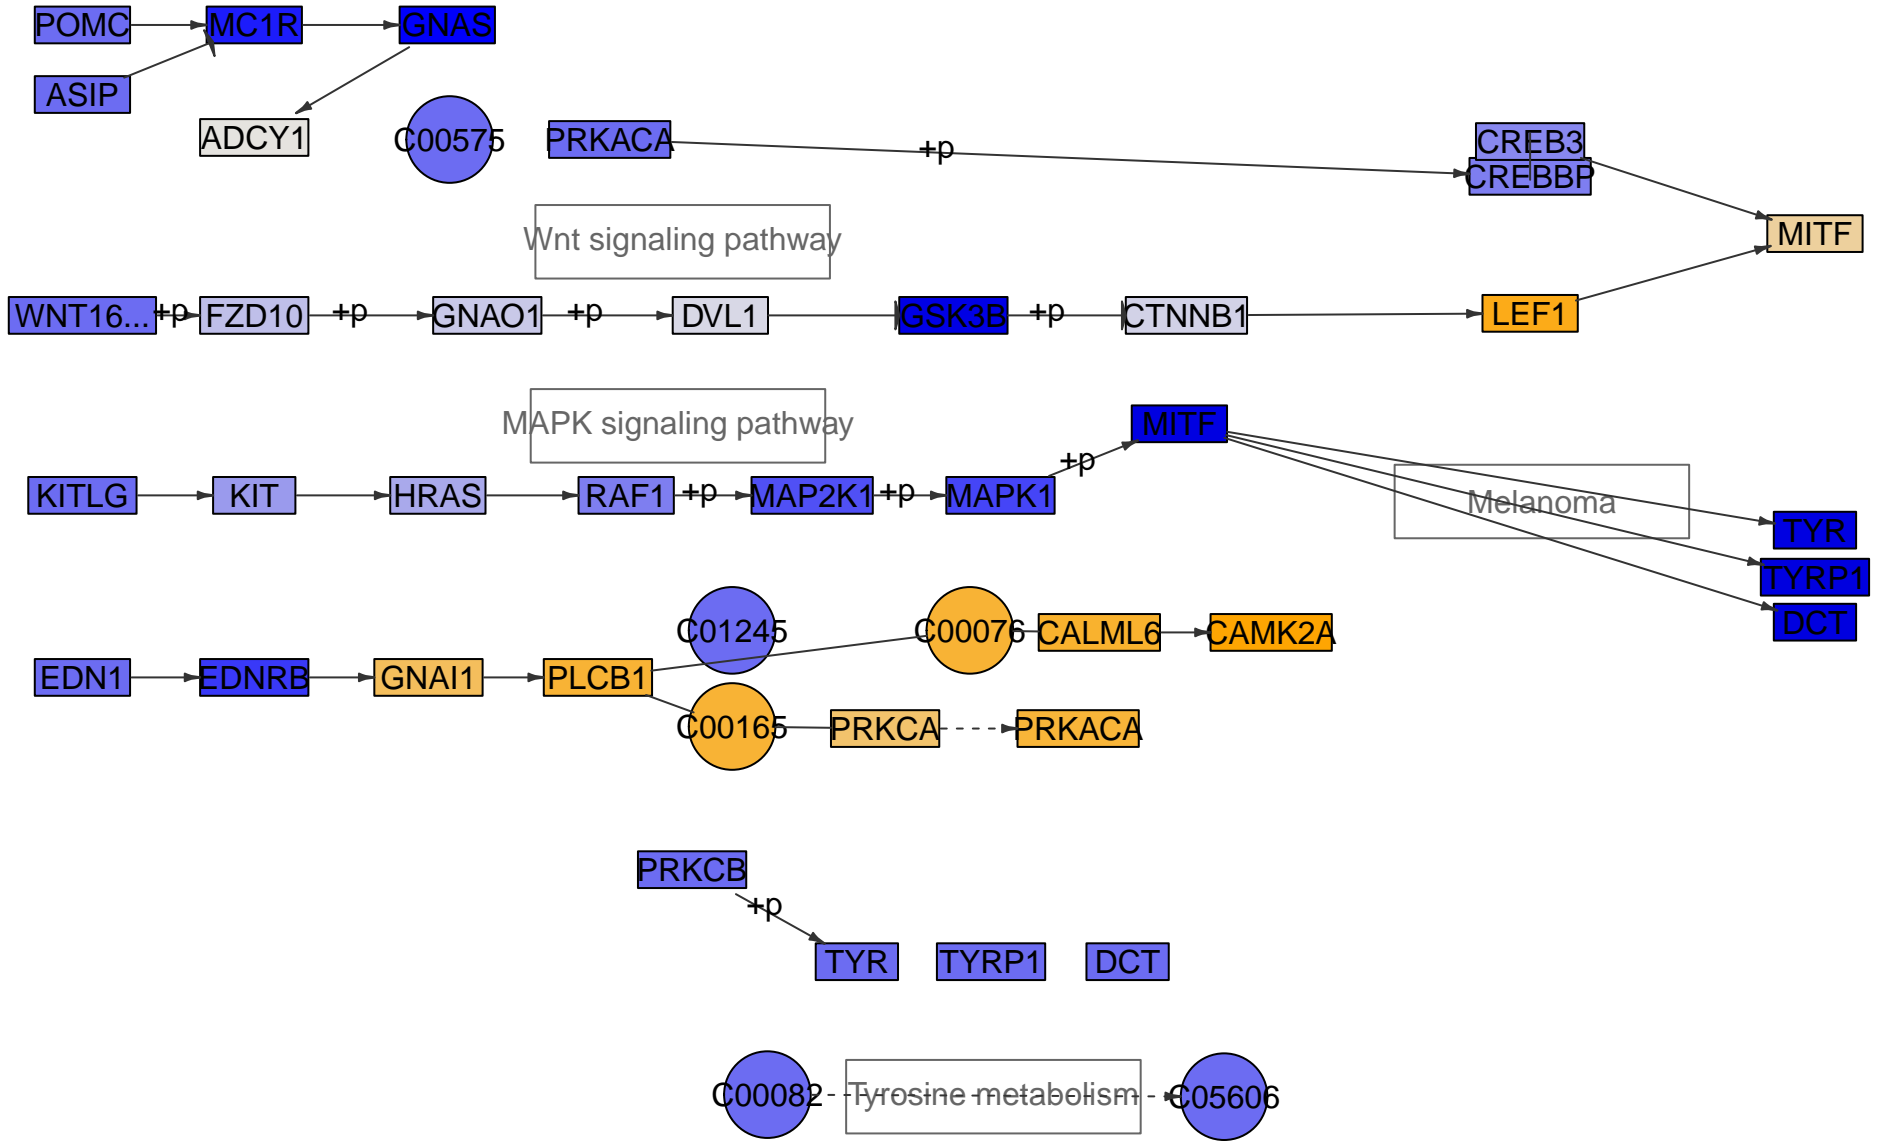 POMC
MC1R
GNAS
ASIP
ADCY1
C00575
PRKACA
+p
CREB3
CREBBP
MITF
Wnt signaling pathway
WNT16...
+p
FZD10
+p
GNAO1
+p
DVL1
GSK3B
+p
CTNNB1
LEF1
MAPK signaling pathway
MITF
+p
KITLG
KIT
HRAS
RAF1
+p
MAP2K1
+p
MAPK1
Melanoma
TYR
TYRP1
DCT
C01245
C00076
CALML6
CAMK2A
EDN1
EDNRB
GNAI1
PLCB1
C00165
PRKCA
PRKACA
PRKCB
+p
TYR
TYRP1
DCT
C00082
Tyrosine metabolism
C05606